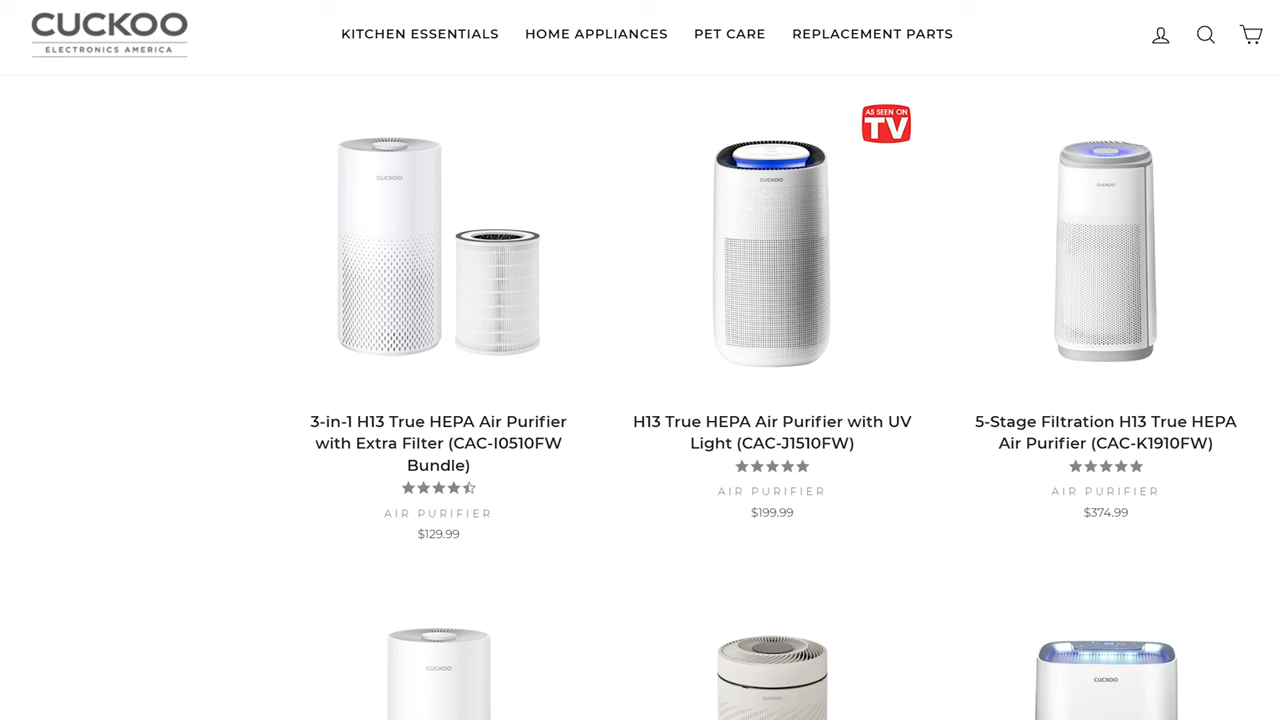 CUCKOO
ELECTRONICS AMERICA
KITCHEN ESSENTIALS HOME APPLIANCES PET CARE REPLACEMENT PARTS
AS SEEN ON
TV
CUCKOO
CUCKOO
CUCKOO
3-in-1 H13 True HEPA Air Purifier
with Extra Filter (CAC-I0510FW
Bundle)
AIR PURIFIER
$129.99
H13 True HEPA Air Purifier with UV
Light (CAC-J1510FW)
AIR PURIFIER
$199.99
5-Stage Filtration H13 True HEPA
Air Purifier (CAC-K1910FW)
AIR PURIFIER
$374.99
CUCKOO
CUCKOO
CUCKOO